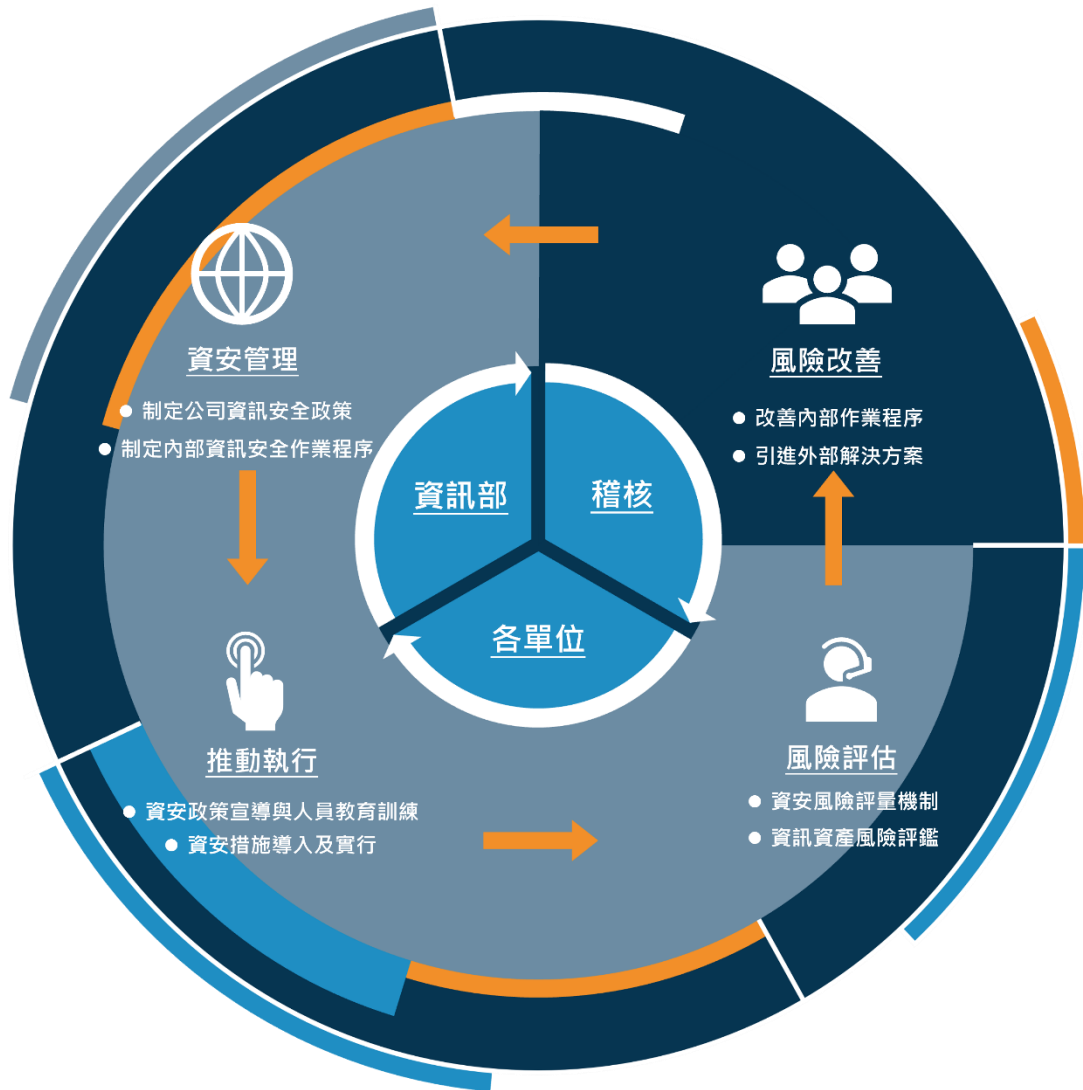 資安管理
● 制定公司資訊安全政策
● 制定內部資訊安全作業程序
風險改善
● 改善內部作業程序
● 引進外部解決方案
資訊部
稽核
各單位
推動執行
● 資安政策宣導與人員教育訓練
● 資安措施導入及實行
風險評估
● 資安風險評量機制
● 資訊資產風險評鑑